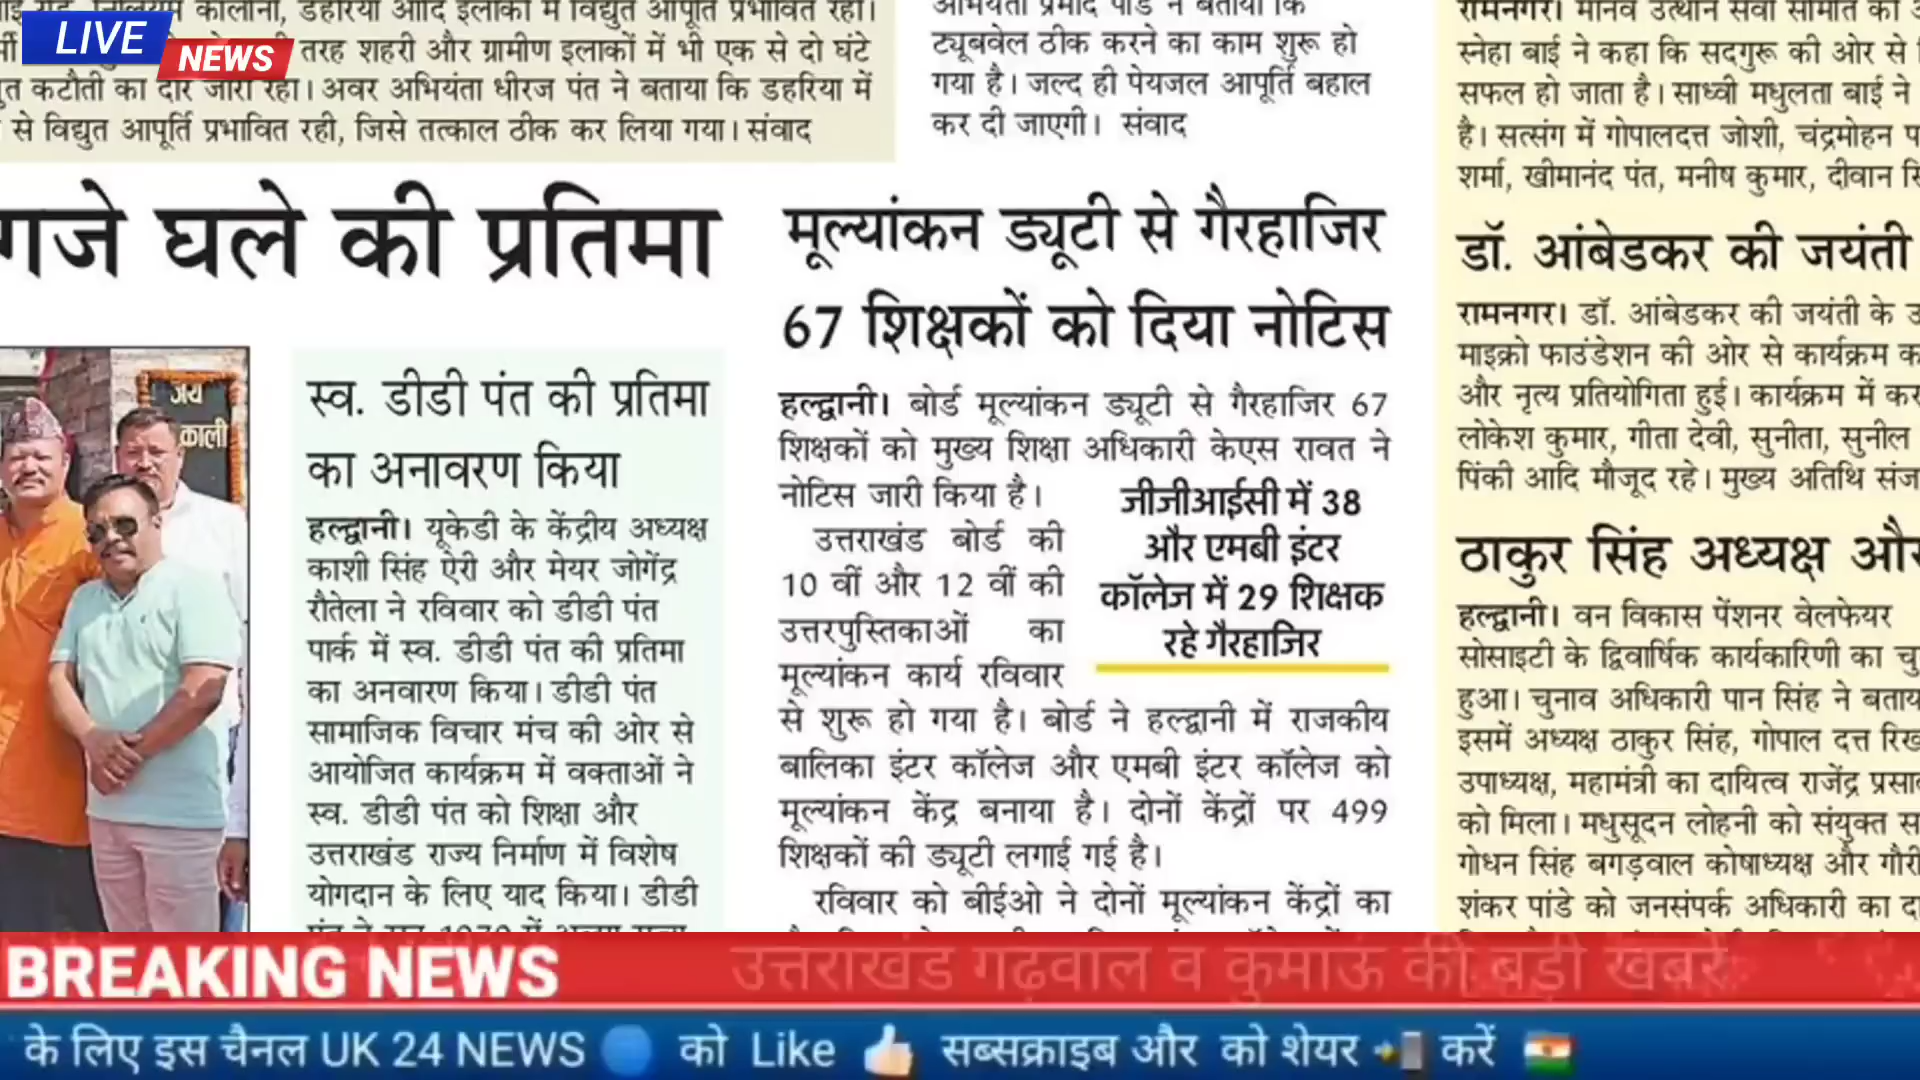 LIVE
NEWS
तरह शहरी और ग्रामीण इलाकों में भी एक से दो घंटे
कटौती का दौर जारी रहा। अवर अभियंता धीरज पंत ने बताया कि डहरिया में
से विद्युत आपूर्ति प्रभावित रही, जिसे तत्काल ठीक कर लिया गया। संवाद
ट्यूबवेल ठीक करने का काम शुरू हो
गया है। जल्द ही पेयजल आपूर्ति बहाल
कर दी जाएगी। संवाद
गजे घले की प्रतिमा
जय
काली
स्व. डीडी पंत की प्रतिमा
का अनावरण किया
हल्द्वानी। यूकेडी के केंद्रीय अध्यक्ष
काशी सिंह ऐरी और मेयर जोगेंद्र
रौतेला ने रविवार को डीडी पंत
पार्क में स्व. डीडी पंत की प्रतिमा
का अनवारण किया। डीडी पंत
सामाजिक विचार मंच की ओर से
आयोजित कार्यक्रम में वक्ताओं ने
स्व. डीडी पंत को शिक्षा और
उत्तराखंड राज्य निर्माण में विशेष
योगदान के लिए याद किया। डीडी
मूल्यांकन ड्यूटी से गैरहाजिर
67 शिक्षकों को दिया नोटिस
हल्द्वानी। बोर्ड मूल्यांकन ड्यूटी से गैरहाजिर 67
शिक्षकों को मुख्य शिक्षा अधिकारी केएस रावत ने
नोटिस जारी किया है।
उत्तराखंड बोर्ड की
10 वीं और 12 वीं की
उत्तरपुस्तिकाओं का
मूल्यांकन कार्य रविवार
जीजीआईसी में 38
और एमबी इंटर
कॉलेज में 29 शिक्षक
रहे गैरहाजिर
से शुरू हो गया है। बोर्ड ने हल्द्वानी में राजकीय
बालिका इंटर कॉलेज और एमबी इंटर कॉलेज को
मूल्यांकन केंद्र बनाया है। दोनों केंद्रों पर 499
शिक्षकों की ड्यूटी लगाई गई है।
रविवार को बीईओ ने दोनों मूल्यांकन केंद्रों का
रामनगर। मानव उत्थान सेवा समिति की
स्नेहा बाई ने कहा कि सदगुरू की ओर से
सफल हो जाता है। साध्वी मधुलता बाई ने
है। सत्संग में गोपालदत्त जोशी, चंद्रमोहन
शर्मा, खीमानंद पंत, मनीष कुमार, दीवान
डॉ. आंबेडकर की जयंती
रामनगर। डॉ. आंबेडकर की जयंती के
माइक्रो फाउंडेशन की ओर से कार्यक्रम
और नृत्य प्रतियोगिता हुई। कार्यक्रम में
लोकेश कुमार, गीता देवी, सुनीता, सुनील
पिंकी आदि मौजूद रहे। मुख्य अतिथि
ठाकुर सिंह अध्यक्ष और
हल्द्वानी। वन विकास पेंशनर वेलफेयर
सोसाइटी के द्विवार्षिक कार्यकारिणी का
हुआ। चुनाव अधिकारी पान सिंह ने
इसमें अध्यक्ष ठाकुर सिंह, गोपाल दत्त
उपाध्यक्ष, महामंत्री का दायित्व राजेंद्र
को मिला। मधुसूदन लोहनी को संयुक्त
गोधन सिंह बगड़वाल कोषाध्यक्ष और गौरी
शंकर पांडे को जनसंपर्क अधिकारी का
BREAKING NEWS
उत्तराखंड गढ़वाल व कुमाऊं की बड़ी खबरें
के लिए इस चैनल UK 24 NEWS 🔵 को Like 👍 सब्सक्राइब और को शेयर 📲 करें 🇮🇳